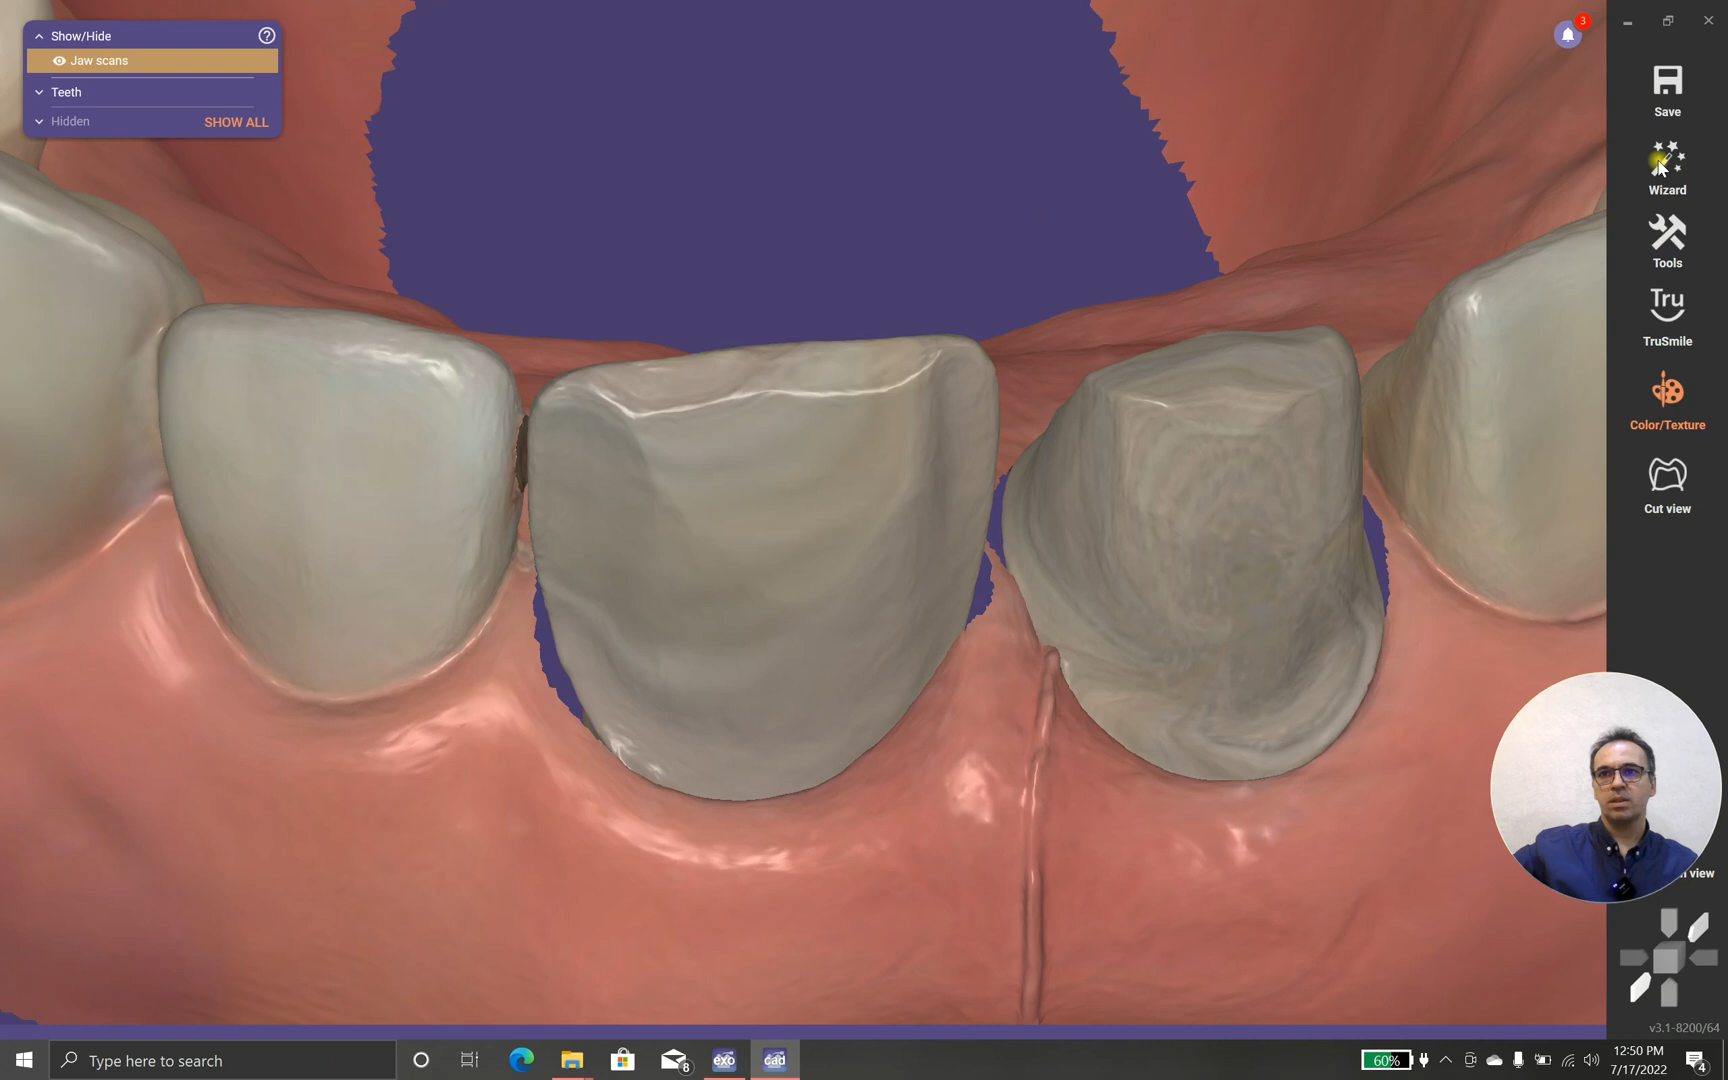 Show/Hide
Jaw scans
Teeth
Hidden SHOW ALL
3
Save
Wizard
Tools
Tru
TruSmile
Color/Texture
Cut view
view
v3.1-8200/64
Type here to search
8
exo
cad
60%
12:50 PM
7/17/2022
4